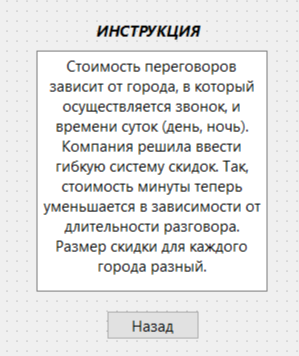 ИНСТРУКЦИЯ
Стоимость переговоров
зависит от города, в который
осуществляется звонок, и
времени суток (день, ночь).
Компания решила ввести
гибкую систему скидок. Так,
стоимость минуты теперь
уменьшается в зависимости от
длительности разговора.
Размер скидки для каждого
города разный.
Назад